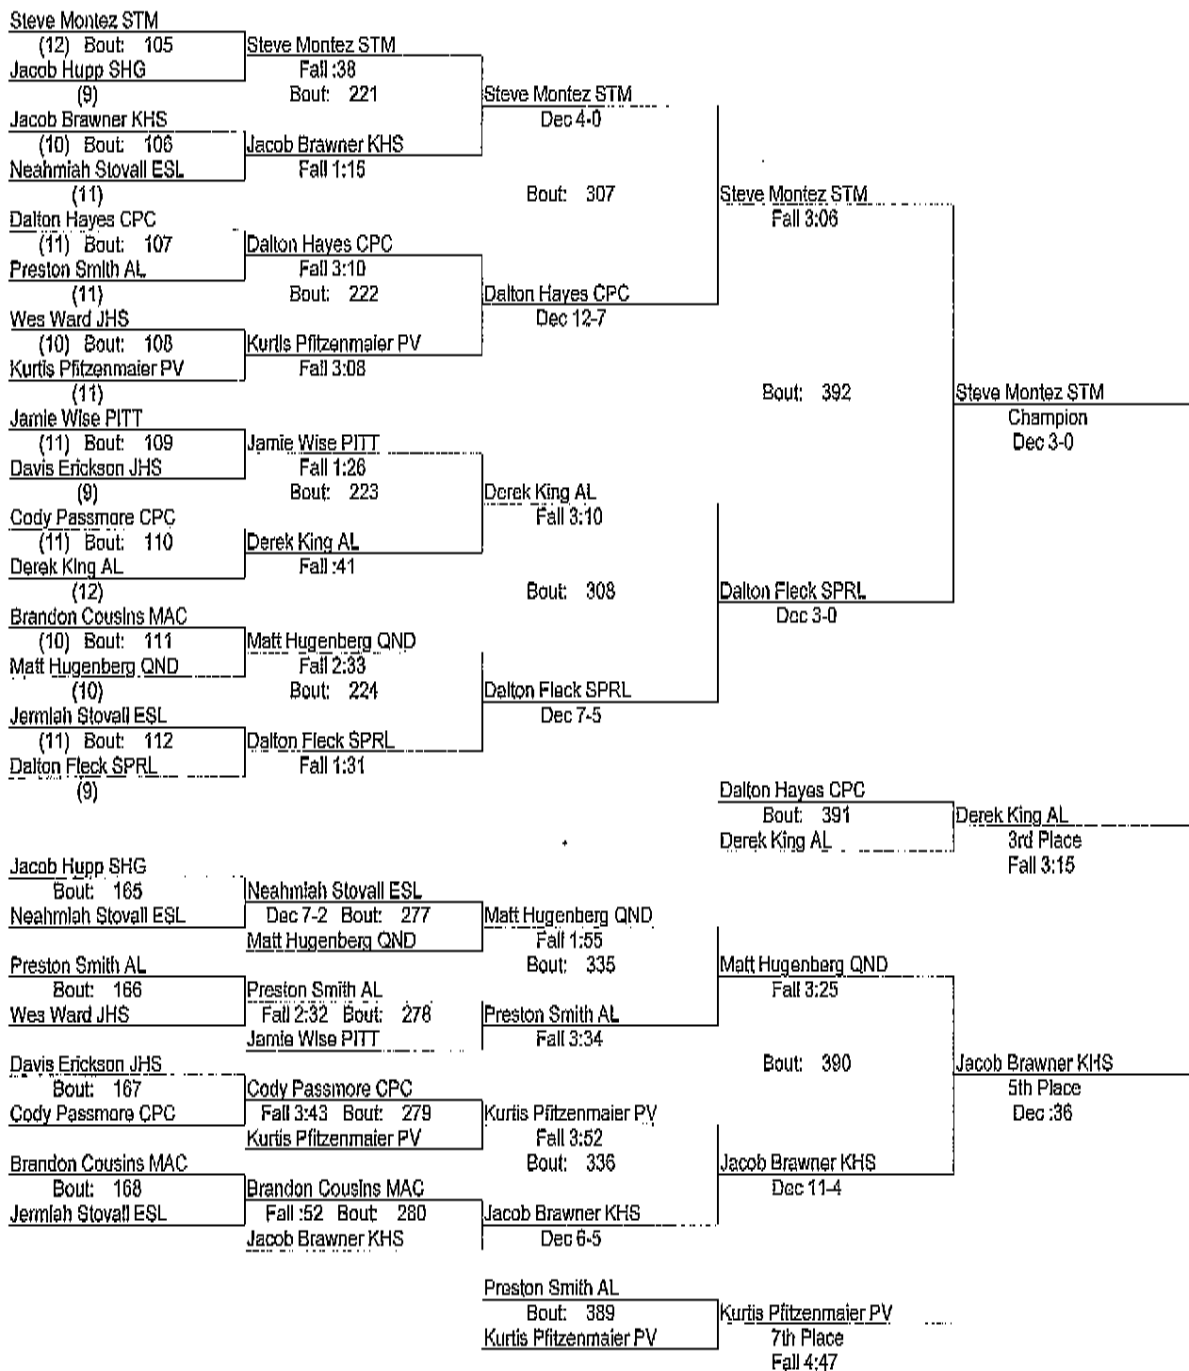 Steve Montez STM
(12) Bout: 105
Jacob Hupp SHG
(9)
Jacob Brawner KHS
(10) Bout: 106
Neahmiah Stovall ESL
(11)
Dalton Hayes CPC
(11) Bout: 107
Preston Smith AL
(11)
Wes Ward JHS
(10) Bout: 108
Kurtis Pfitzenmaier PV
(11)
Jamie Wise PITT
(11) Bout: 109
Davis Erickson JHS
(9)
Cody Passmore CPC
(11) Bout: 110
Derek King AL
(12)
Brandon Cousins MAC
(10) Bout: 111
Matt Hugenberg QND
(10)
Jermiah Stovall ESL
(11) Bout: 112
Dalton Fleck SPRL
(9)
Steve Montez STM
Fall :38
Bout: 221
Jacob Brawner KHS
Fall 1:15
Dalton Hayes CPC
Fall 3:10
Bout: 222
Kurtis Pfitzenmaier PV
Fall 3:08
Jamie Wise PITT
Fall 1:26
Bout: 223
Derek King AL
Fall :41
Matt Hugenberg QND
Fall 2:33
Bout: 224
Dalton Fleck SPRL
Fall 1:31
Steve Montez STM
Dec 4-0
Bout: 307
Dalton Hayes CPC
Dec 12-7
Derek King AL
Fall 3:10
Bout: 308
Dalton Fleck SPRL
Dec 7-5
Steve Montez STM
Fall 3:06
Bout: 392
Dalton Fleck SPRL
Dec 3-0
Steve Montez STM
Champion
Dec 3-0
Dalton Hayes CPC
Bout: 391
Derek King AL
Derek King AL
3rd Place
Fall 3:15
Jacob Hupp SHG
Bout: 165
Neahmiah Stovall ESL
Preston Smith AL
Bout: 166
Wes Ward JHS
Davis Erickson JHS
Bout: 167
Cody Passmore CPC
Brandon Cousins MAC
Bout: 168
Jermiah Stovall ESL
Neahmiah Stovall ESL
Dec 7-2 Bout: 277
Matt Hugenberg QND
Preston Smith AL
Fall 2:32 Bout: 278
Jamie Wise PITT
Cody Passmore CPC
Fall 3:43 Bout: 279
Kurtis Pfitzenmaier PV
Brandon Cousins MAC
Fall :52 Bout: 280
Jacob Brawner KHS
Matt Hugenberg QND
Fall 1:55
Bout: 335
Preston Smith AL
Fall 3:34
Kurtis Pfitzenmaier PV
Fall 3:52
Bout: 336
Jacob Brawner KHS
Dec 6-5
Matt Hugenberg QND
Fall 3:25
Bout: 390
Jacob Brawner KHS
Dec 11-4
Jacob Brawner KHS
5th Place
Dec :36
Preston Smith AL
Bout: 389
Kurtis Pfitzenmaier PV
Kurtis Pfitzenmaier PV
7th Place
Fall 4:47